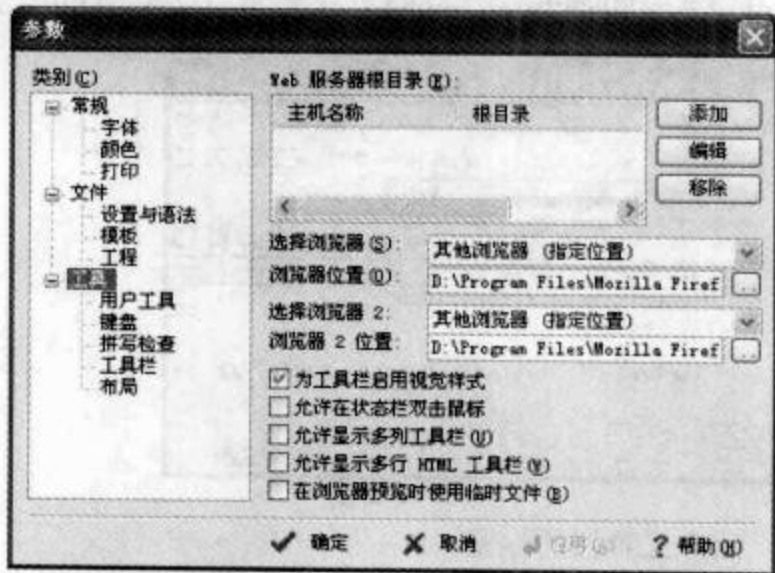 参数
类别(C)
常规
字体
颜色
打印
文件
设置与语法
模板
工程
工具
用户工具
键盘
拼写检查
工具栏
布局
Web 服务器根目录(E):
主机名称 根目录
添加
编辑
移除
选择浏览器(S): 其他浏览器 (指定位置)
浏览器位置(Q): D:\Program Files\Mozilla Firef ...
选择浏览器 2: 其他浏览器 (指定位置)
浏览器 2 位置: D:\Program Files\Mozilla Firef ...
为工具栏启用视觉样式
允许在状态栏双击鼠标
允许显示多列工具栏(U)
允许显示多行 HTML 工具栏(Y)
在浏览器预览时使用临时文件(B)
确定 取消 ? 帮助(H)